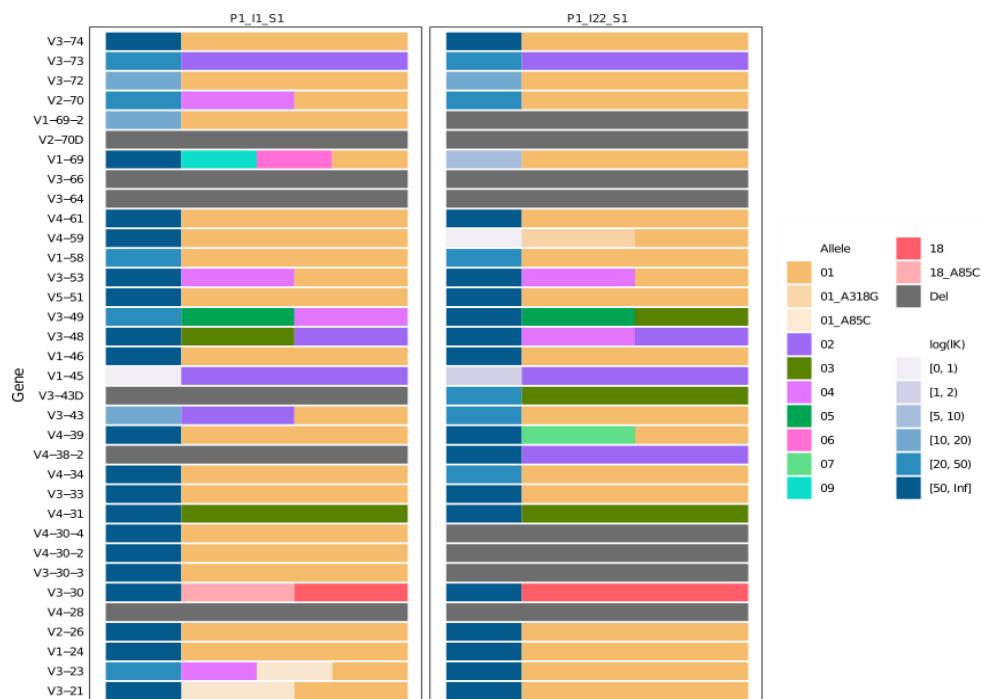 P1_I1_S1
P1_I22_S1
Gene
V3−74
V3−73
V3−72
V2−70
V1−69−2
V2−70D
V1−69
V3−66
V3−64
V4−61
V4−59
V1−58
V3−53
V5−51
V3−49
V3−48
V1−46
V1−45
V3−43D
V3−43
V4−39
V4−38−2
V4−34
V3−33
V4−31
V4−30−4
V4−30−2
V3−30−3
V3−30
V4−28
V2−26
V1−24
V3−23
V3−21
Allele
01
01_A318G
01_A85C
02
03
04
05
06
07
09
18
18_A85C
Del
log(lK)
[0, 1)
[1, 2)
[5, 10)
[10, 20)
[20, 50)
[50, Inf]